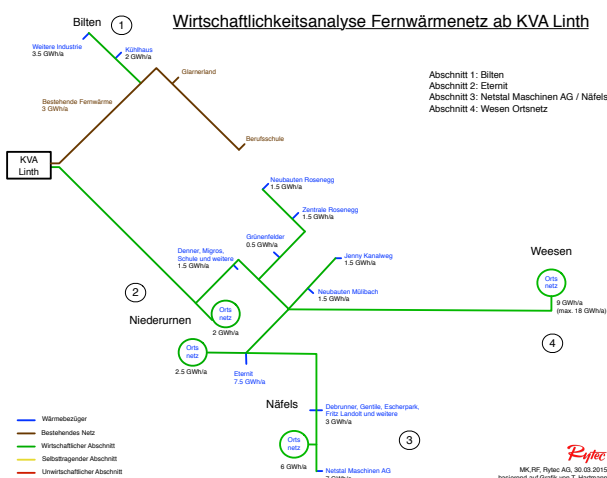 Wirtschaftlichkeitsanalyse Fernwärmenetz ab KVA Linth
Bilten
1
Weitere Industrie
3.5 GWh/a
Kühlhaus
2 GWh/a
Glarnerland
Abschnitt 1: Bilten
Abschnitt 2: Eternit
Abschnitt 3: Netstal Maschinen AG / Näfels
Abschnitt 4: Wesen Ortsnetz
Bestehende Fernwärme
3 GWh/a
Berufsschule
KVA
Linth
Neubauten Rosenegg
1.5 GWh/a
Zentrale Rosenegg
1.5 GWh/a
Grünenfelder
0.5 GWh/a
Denner, Migros,
Schule und weitere
1.5 GWh/a
Jenny Kanalweg
1.5 GWh/a
Weesen
Orts
netz
9 GWh/a
(max. 18 GWh/a)
Neubauten Mülibach
1.5 GWh/a
2
Niederurnen
Orts
netz
2 GWh/a
4
Orts
netz
2.5 GWh/a
Eternit
7.5 GWh/a
Näfels
Debrunner, Gentile, Escherpark,
Fritz Landolt und weitere
3 GWh/a
3
Orts
netz
6 GWh/a
Netstal Maschinen AG
Wärmebezüger
Bestehendes Netz
Wirtschaftlicher Abschnitt
Selbsttragender Abschnitt
Unwirtschaftlicher Abschnitt
Rytec
MK,RF, Rytec AG, 30.03.2015
basierend auf Grafik von T. Hartmann